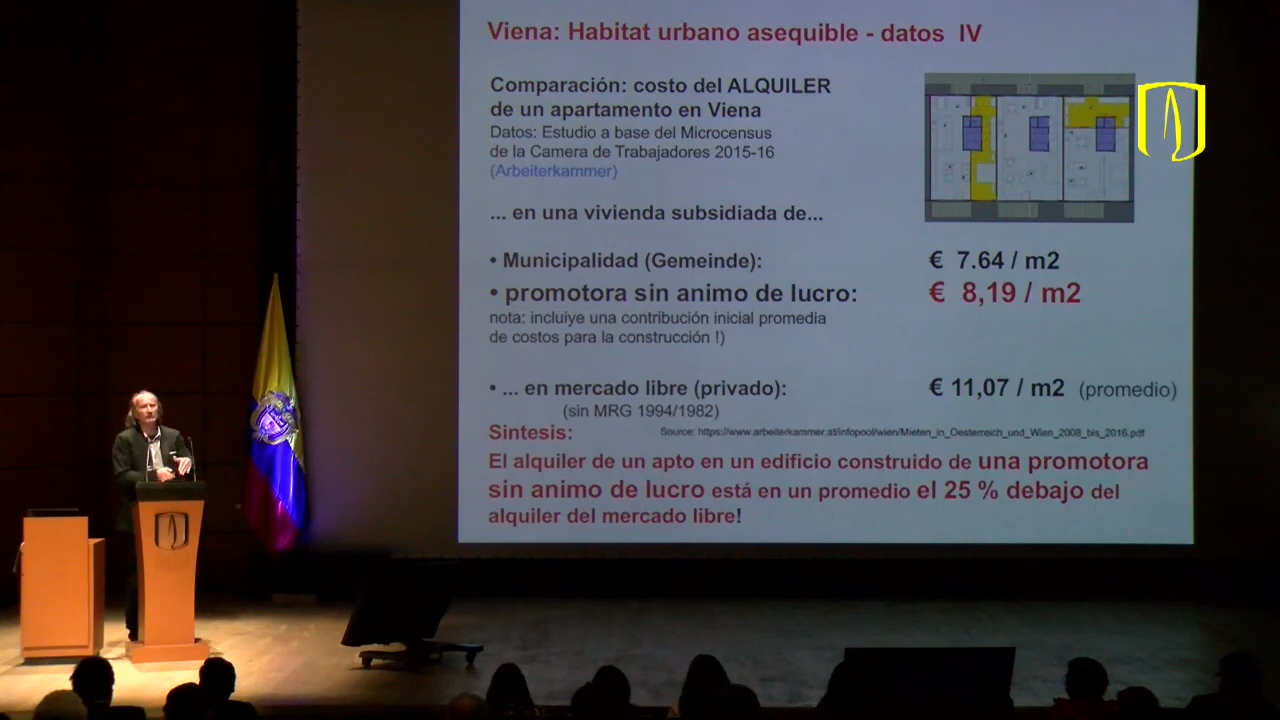 Viena: Habitat urbano asequible - datos IV
Comparación: costo del ALQUILER
de un apartamento en Viena
Datos: Estudio a base del Microcensus
de la Camera de Trabajadores 2015-16
(Arbeiterkammer)
... en una vivienda subsidiada de...
• Municipalidad (Gemeinde): € 7.64 / m2
• promotora sin animo de lucro: € 8,19 / m2
nota: incluiye una contribución inicial promedia
de costos para la construcción !)
• ... en mercado libre (privado): € 11,07 / m2 (promedio)
(sin MRG 1994/1982)
Sintesis: Source: https://www.arbeiterkammer.at/infopool/wien/Mieten_in_Oesterreich_und_Wien_2008_bis_2016.pdf
El alquiler de un apto en un edificio construido de una promotora
sin animo de lucro está en un promedio el 25 % debajo del
alquiler del mercado libre!